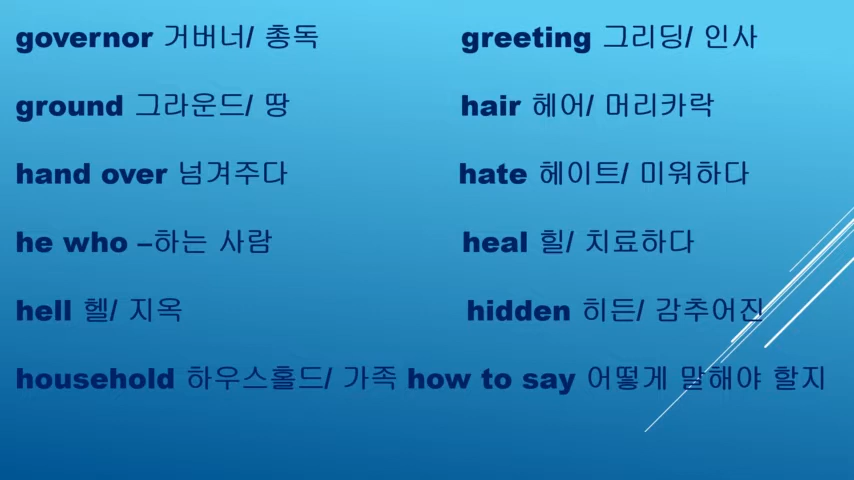 governor 거버너/ 총독 greeting 그리딩/ 인사
ground 그라운드/ 땅 hair 헤어/ 머리카락
hand over 넘겨주다 hate 헤이트/ 미워하다
he who –하는 사람 heal 힐/ 치료하다
hell 헬/ 지옥 hidden 히든/ 감추어진
household 하우스홀드/ 가족 how to say 어떻게 말해야 할지